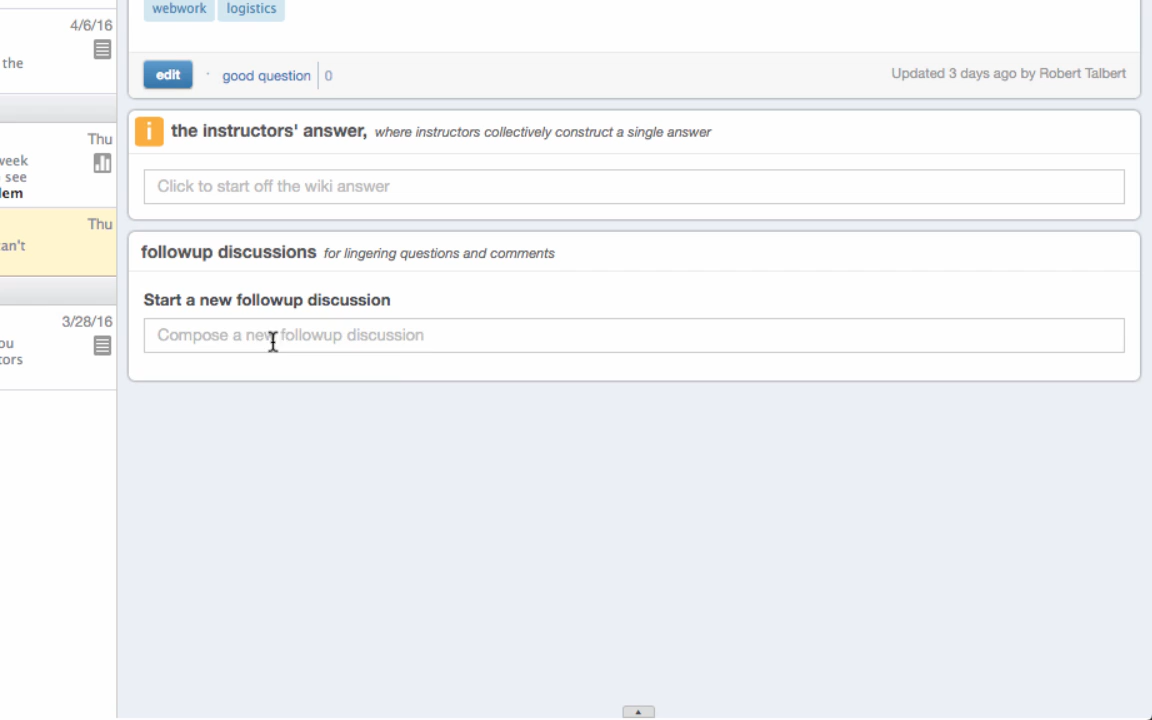 4/6/16
the
Thu
week
see
lem
Thu
an't
3/28/16
ou
tors
webwork logistics
edit · good question 0 Updated 3 days ago by Robert Talbert
i the instructors' answer, where instructors collectively construct a single answer
Click to start off the wiki answer
followup discussions for lingering questions and comments
Start a new followup discussion
Compose a new followup discussion